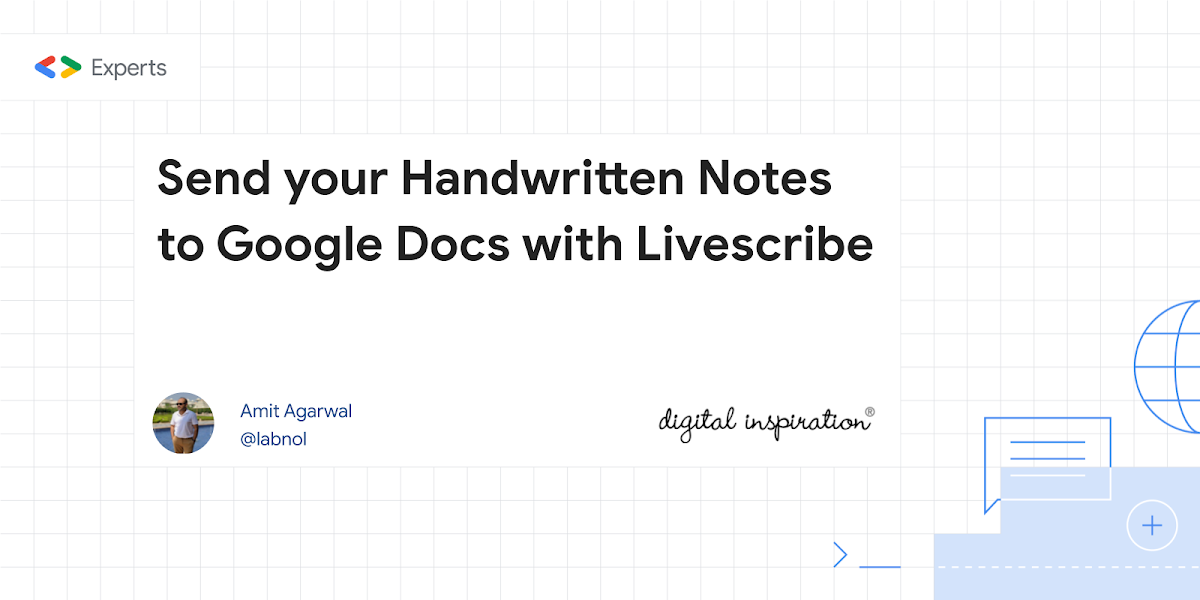 Experts
Send your Handwritten Notes
to Google Docs with Livescribe
Amit Agarwal
@labnol
digital inspiration®